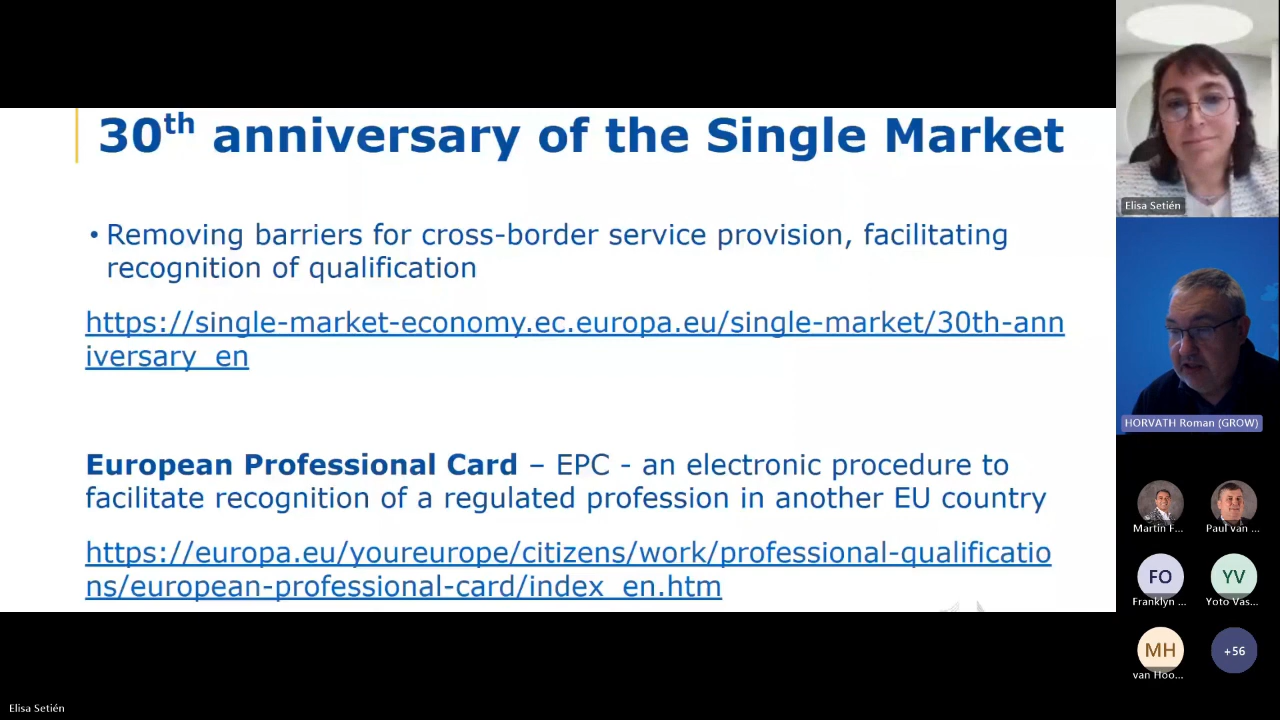 30th anniversary of the Single Market
• Removing barriers for cross-border service provision, facilitating
recognition of qualification
https://single-market-economy.ec.europa.eu/single-market/30th-ann
iversary_en
European Professional Card – EPC - an electronic procedure to
facilitate recognition of a regulated profession in another EU country
https://europa.eu/youreurope/citizens/work/professional-qualificatio
ns/european-professional-card/index_en.htm
Elisa Setién
HORVATH Roman (GROW)
Martin F...
Paul van ...
FO
Franklyn ...
YV
Yoto Vas...
MH
van Hoo...
+56
Elisa Setién